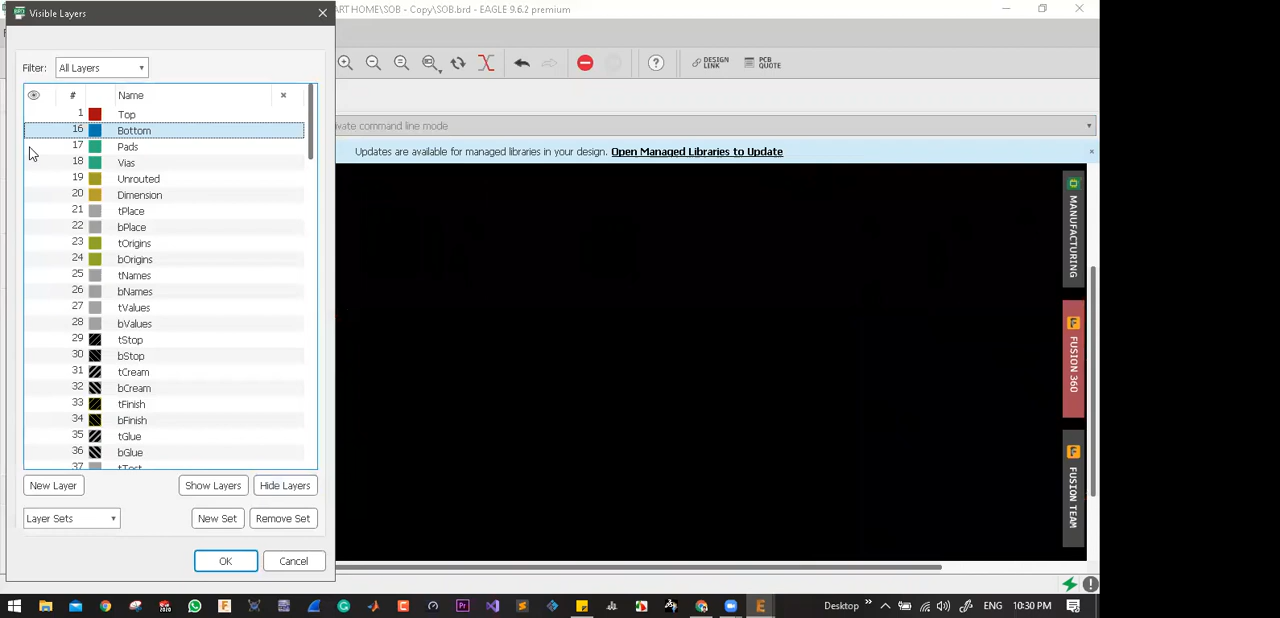 Visible Layers
ART HOME\SOB - Copy\SOB.brd - EAGLE 9.6.2 premium
Filter: All Layers
# Name
1 Top
16 Bottom
17 Pads
18 Vias
19 Unrouted
20 Dimension
21 tPlace
22 bPlace
23 tOrigins
24 bOrigins
25 tNames
26 bNames
27 tValues
28 bValues
29 tStop
30 bStop
31 tCream
32 bCream
33 tFinish
34 bFinish
35 tGlue
36 bGlue
37 tTest
New Layer Show Layers Hide Layers
Layer Sets New Set Remove Set
OK Cancel
DESIGN
LINK
PCB
QUOTE
ivate command line mode
Updates are available for managed libraries in your design. Open Managed Libraries to Update
MANUFACTURING
FUSION 360
FUSION TEAM
Desktop ENG 10:30 PM